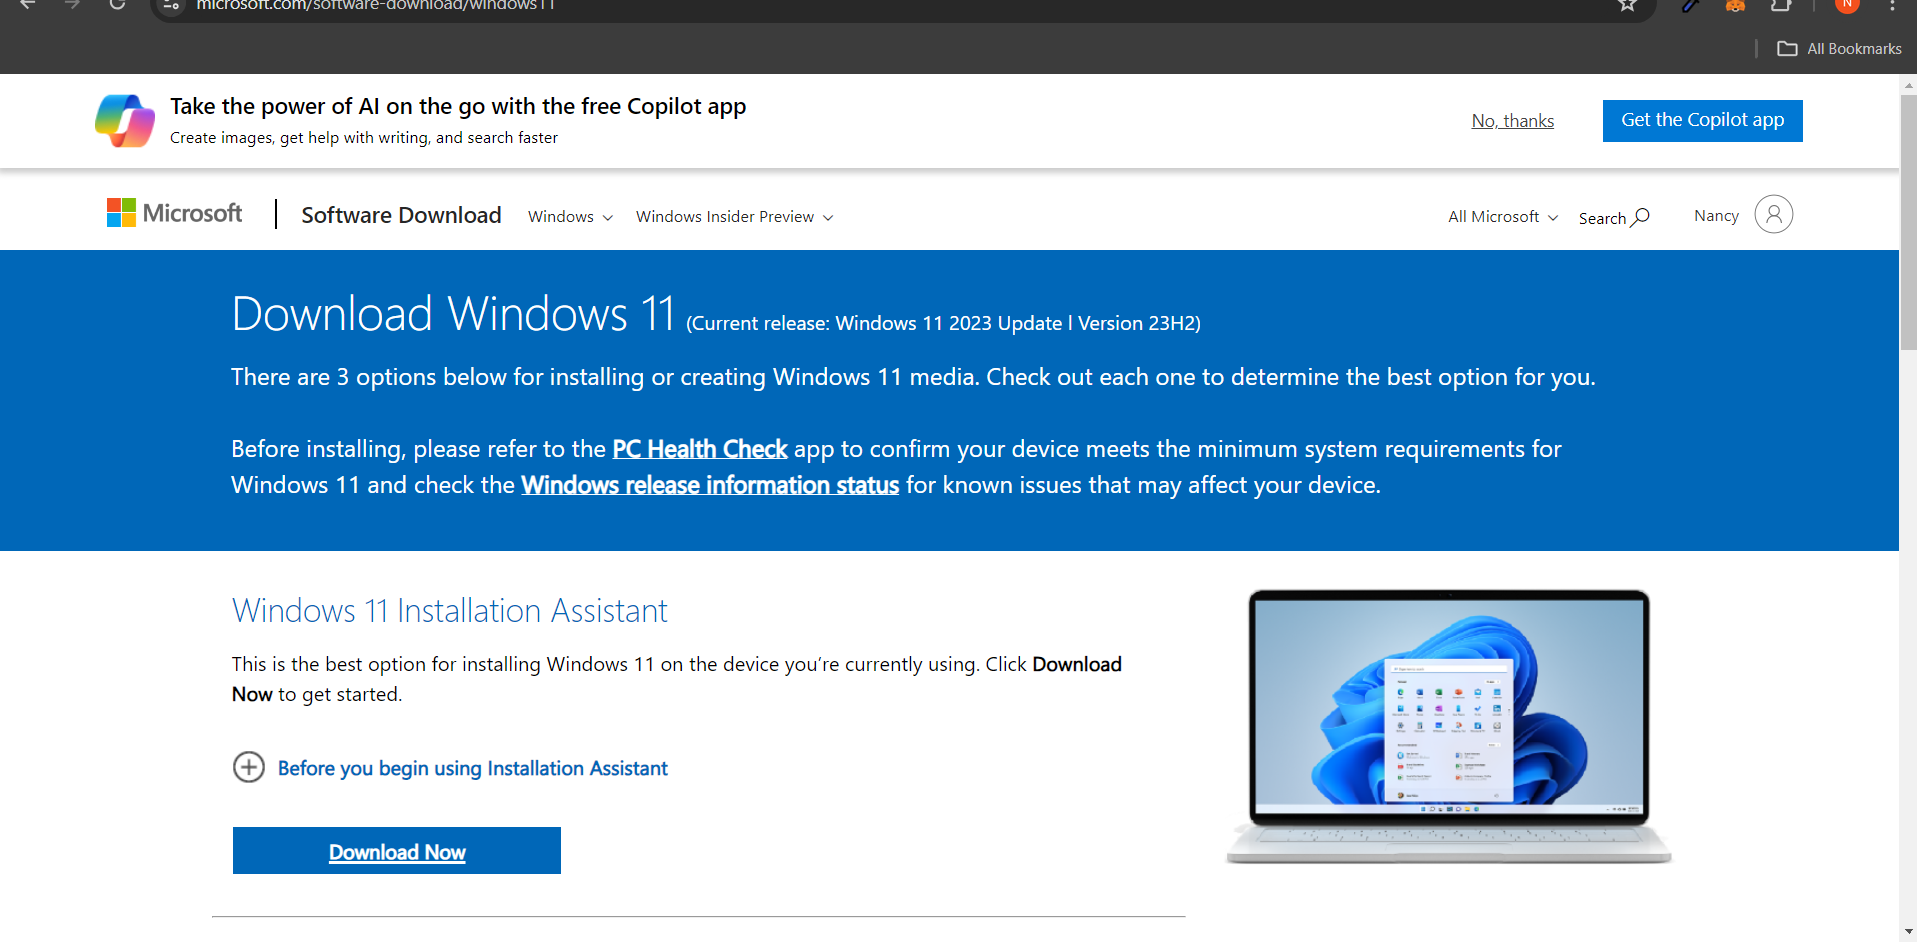 microsoft.com/software-download/windows11
N
All Bookmarks
Take the power of AI on the go with the free Copilot app
Create images, get help with writing, and search faster
No, thanks
Get the Copilot app
Microsoft
Software Download
Windows
Windows Insider Preview
All Microsoft
Search
Nancy
Download Windows 11 (Current release: Windows 11 2023 Update l Version 23H2)
There are 3 options below for installing or creating Windows 11 media. Check out each one to determine the best option for you.
Before installing, please refer to the PC Health Check app to confirm your device meets the minimum system requirements for
Windows 11 and check the Windows release information status for known issues that may affect your device.
Windows 11 Installation Assistant
This is the best option for installing Windows 11 on the device you’re currently using. Click Download
Now to get started.
Before you begin using Installation Assistant
Download Now